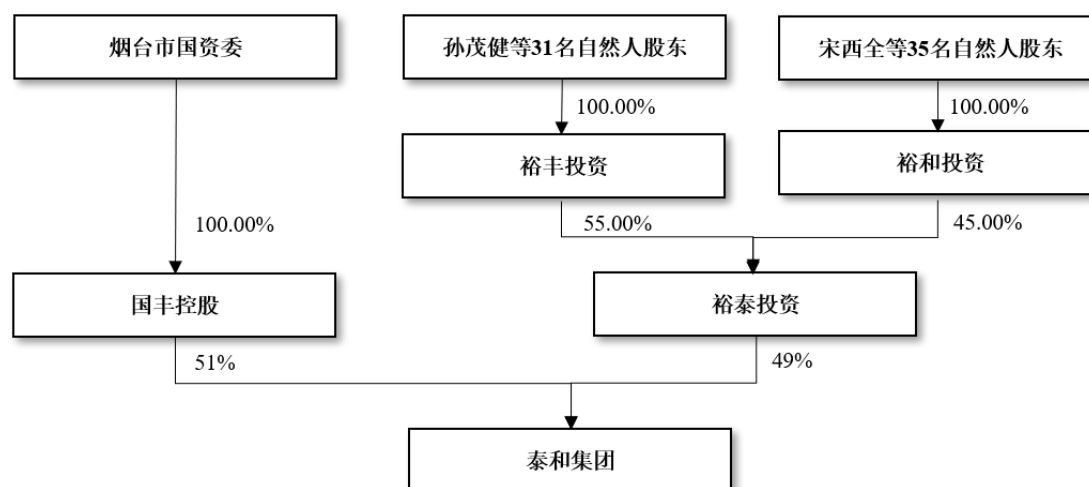 烟台市国资委
孙茂健等31名自然人股东
宋西全等35名自然人股东
100.00%
100.00%
裕丰投资
裕和投资
100.00%
55.00%
45.00%
国丰控股
裕泰投资
51%
49%
泰和集团